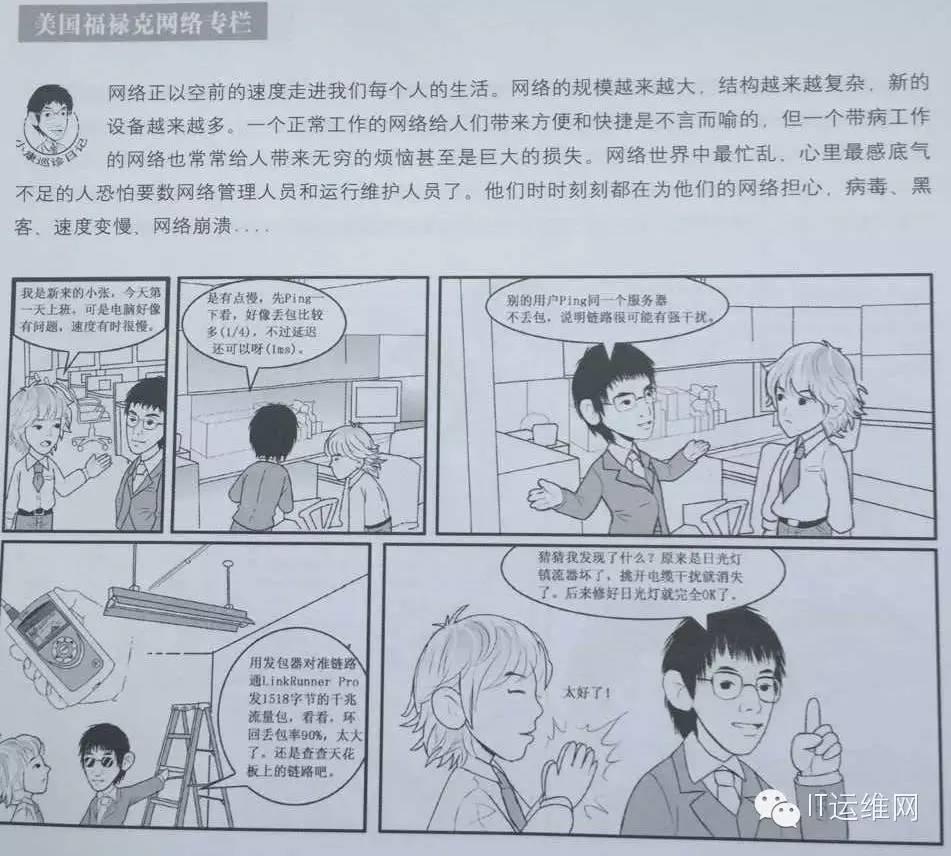 美国福禄克网络专栏
网络正以空前的速度走进我们每个人的生活。网络的规模越来越大，结构越来越复杂，新的
设备越来越多。一个正常工作的网络给人们带来方便和快捷是不言而喻的，但一个带病工作
的网络也常常给人带来无穷的烦恼甚至是巨大的损失。网络世界中最忙乱、心里最感底气
不足的人恐怕要数网络管理人员和运行维护人员了。他们时时刻刻都在为他们的网络担心，病毒、黑
客、速度变慢、网络崩溃....
小康巡诊日记
我是新来的小张，今天第
一天上班，可是电脑好像
有问题，速度有时很慢。
是有点慢，先Ping一
下看，好像丢包比较
多(1/4)，不过延迟
还可以呀(1ms)。
别的用户Ping同一个服务器
不丢包，说明链路很可能有强干扰。
用发包器对准链路
通LinkRunner Pro
发1518字节的千兆
流量包，看看，环
回丢包率90%，太大
了。还是查查天花
板上的链路吧。
猜猜我发现了什么？原来是日光灯
镇流器坏了，挑开电缆干扰就消失
了。后来修好日光灯就完全OK了。
太好了！
IT运维网